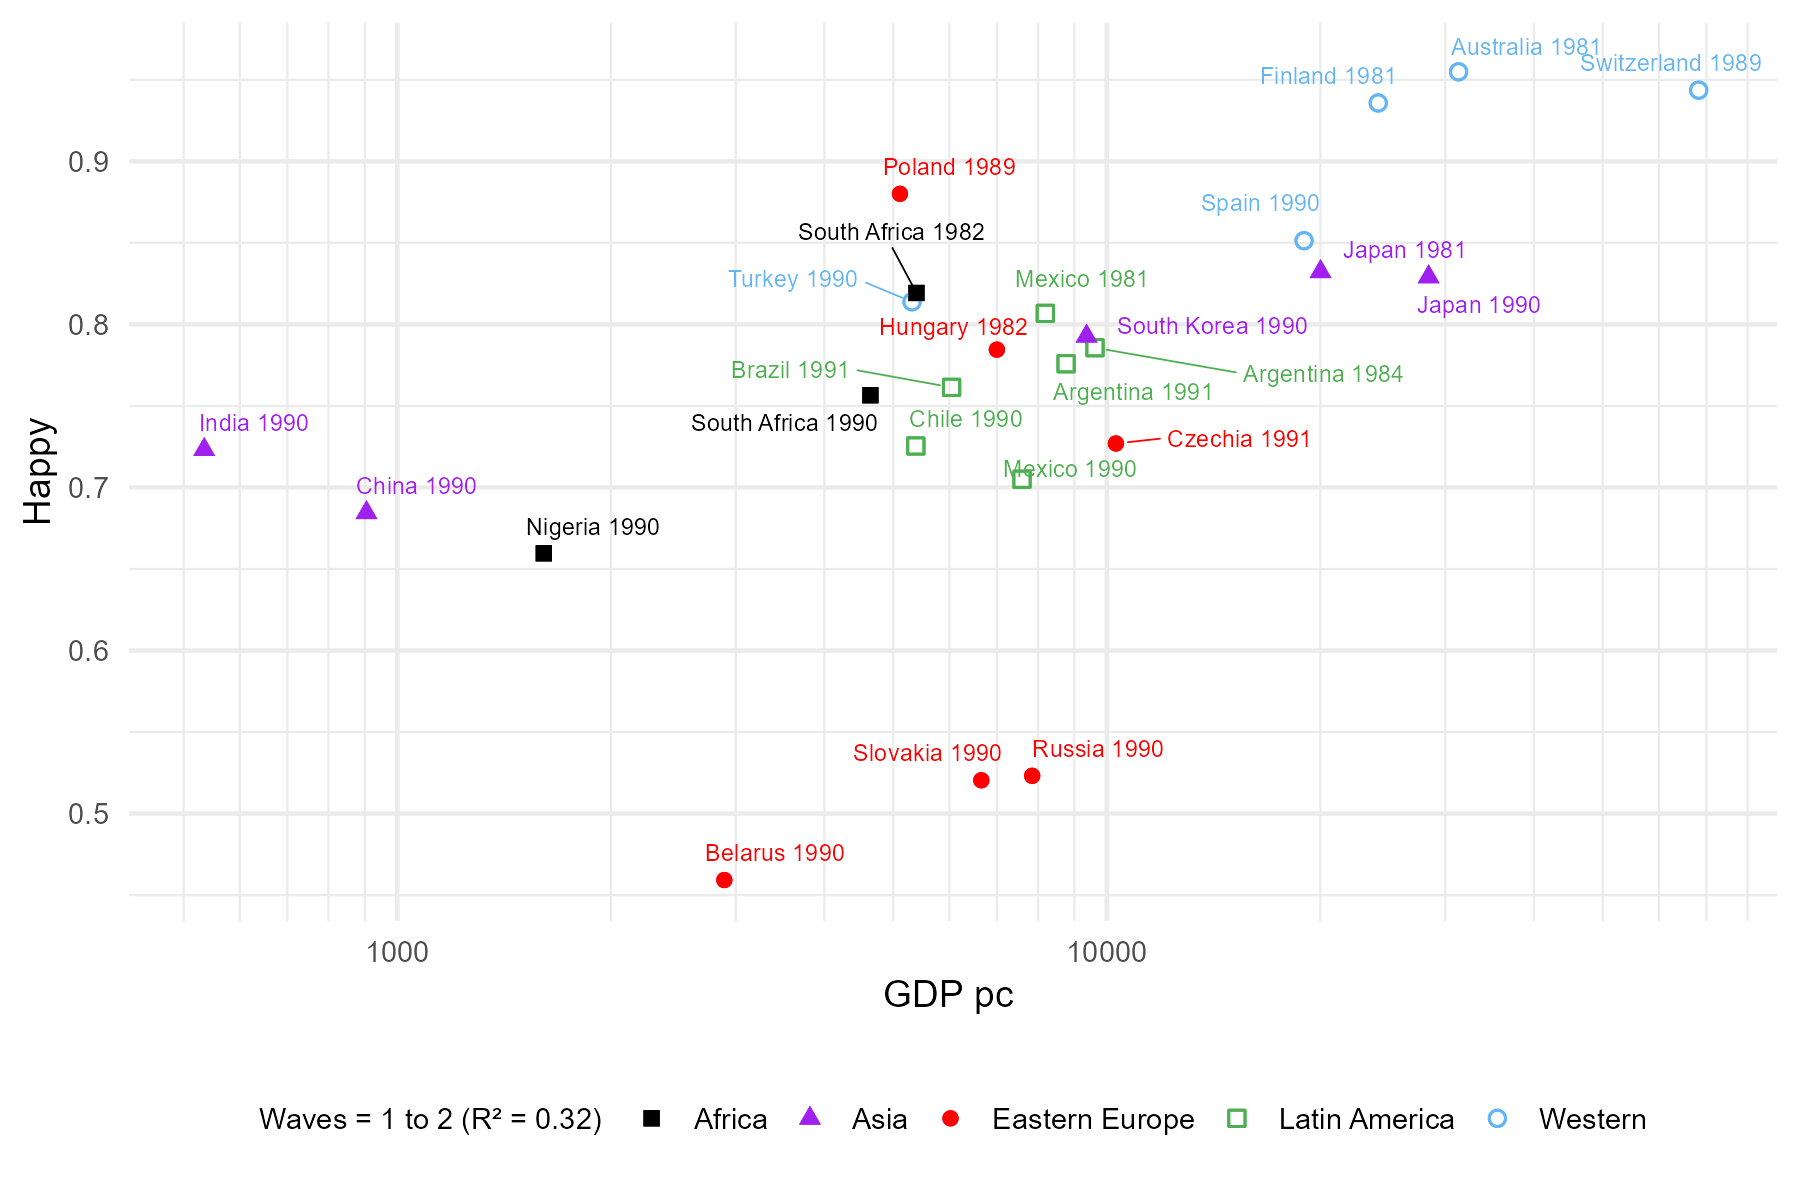 Australia 1981
Switzerland 1989
Finland 1981
0.9
Poland 1989
Spain 1990
South Africa 1982
Japan 1981
Turkey 1990
Mexico 1981
Japan 1990
0.8
Hungary 1982
South Korea 1990
Brazil 1991
Argentina 1984
Argentina 1991
India 1990
South Africa 1990
Chile 1990
Czechia 1991
Mexico 1990
0.7
China 1990
Nigeria 1990
Happy
0.6
Slovakia 1990
Russia 1990
0.5
Belarus 1990
1000
10000
GDP pc
Waves = 1 to 2 (R² = 0.32) Africa Asia Eastern Europe Latin America Western